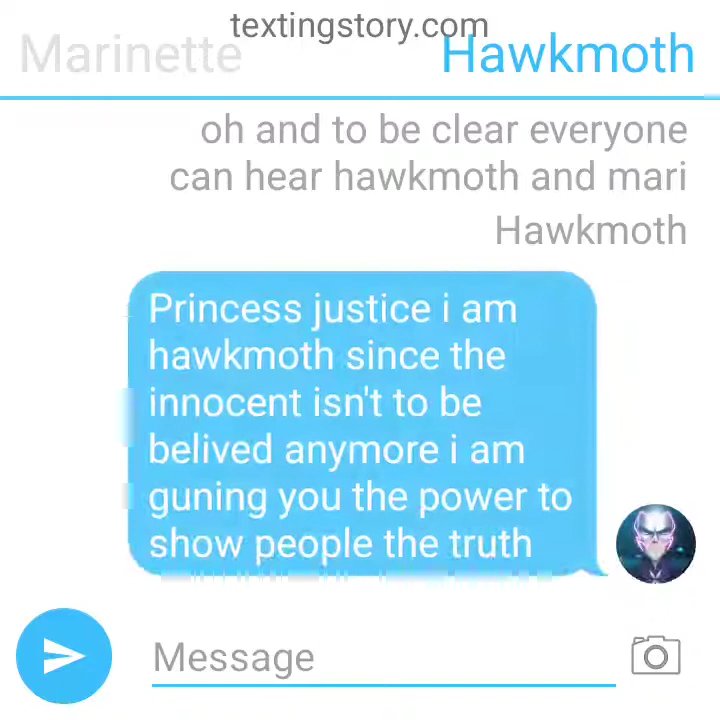 textingstory.com
Marinette Hawkmoth
oh and to be clear everyone
can hear hawkmoth and mari
Hawkmoth
Princess justice i am
hawkmoth since the
innocent isn't to be
belived anymore i am
guning you the power to
show people the truth
Message